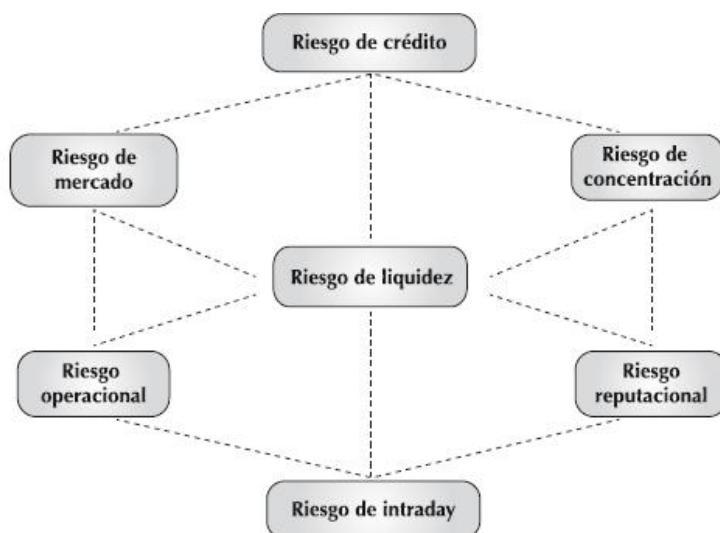 Riesgo de crédito
Riesgo de
mercado
Riesgo de
concentración
Riesgo de liquidez
Riesgo
operacional
Riesgo
reputacional
Riesgo de intraday